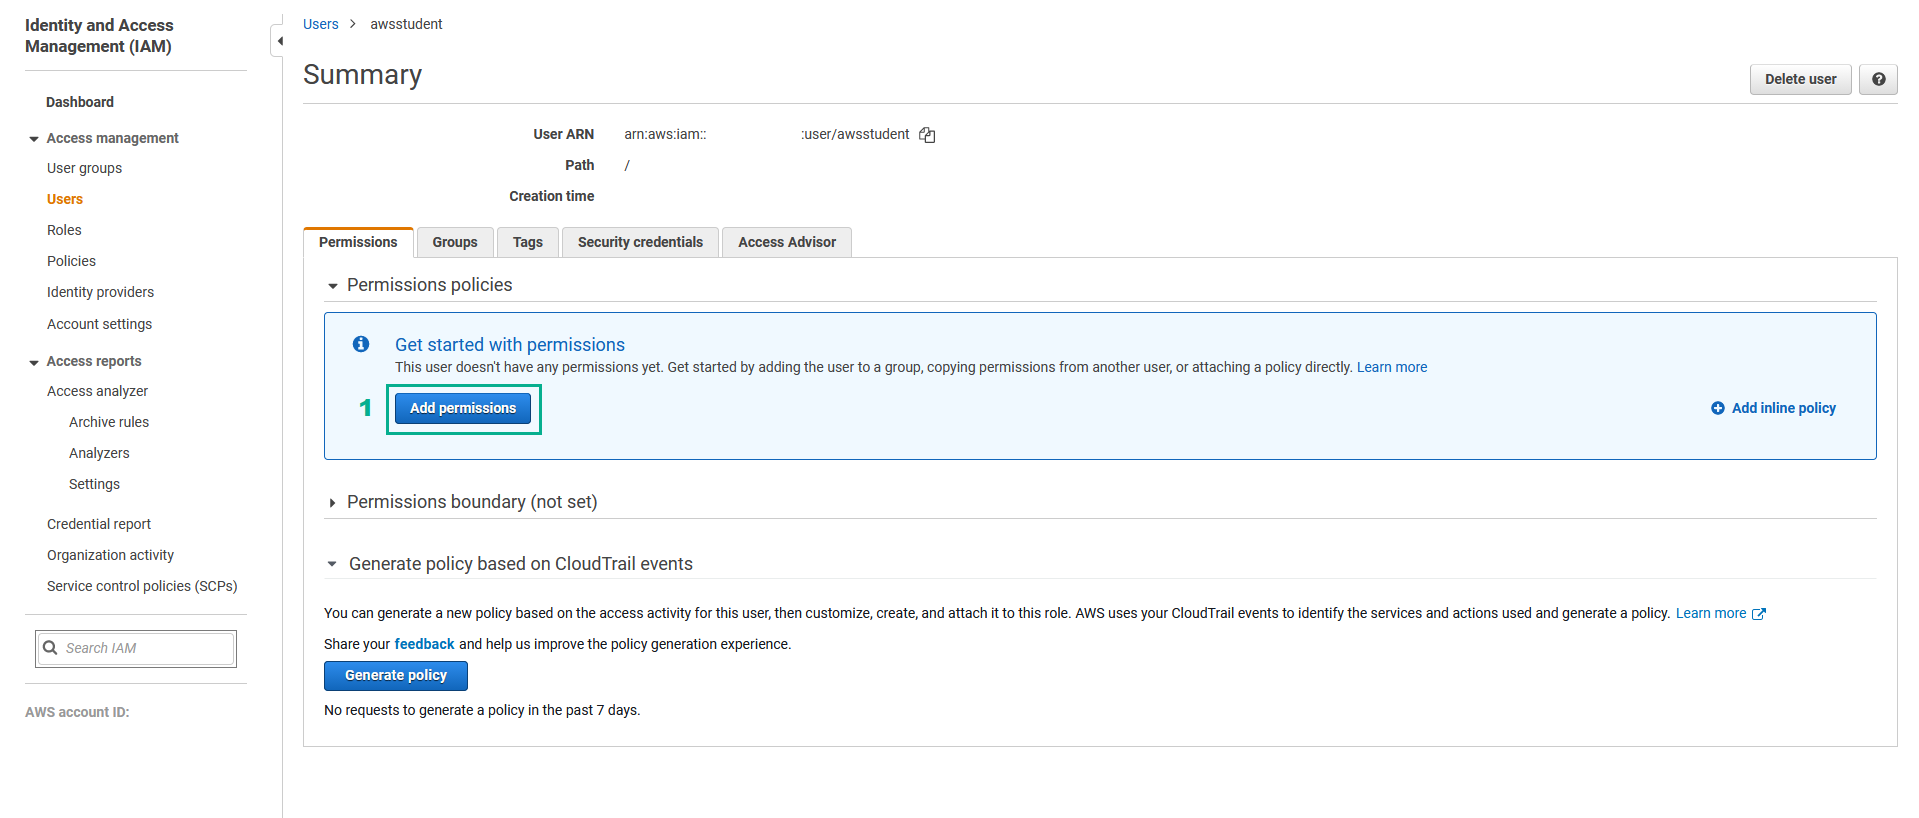 Identity and Access
Management (IAM)
Dashboard
Access management
User groups
Users
Roles
Policies
Identity providers
Account settings
Access reports
Access analyzer
Archive rules
Analyzers
Settings
Credential report
Organization activity
Service control policies (SCPs)
Search IAM
AWS account ID:
Users > awsstudent
Summary
Delete user
User ARN arn:aws:iam:: :user/awsstudent
Path /
Creation time
Permissions Groups Tags Security credentials Access Advisor
Permissions policies
Get started with permissions
This user doesn't have any permissions yet. Get started by adding the user to a group, copying permissions from another user, or attaching a policy directly. Learn more
1 Add permissions Add inline policy
Permissions boundary (not set)
Generate policy based on CloudTrail events
You can generate a new policy based on the access activity for this user, then customize, create, and attach it to this role. AWS uses your CloudTrail events to identify the services and actions used and generate a policy. Learn more
Share your feedback and help us improve the policy generation experience.
Generate policy
No requests to generate a policy in the past 7 days.